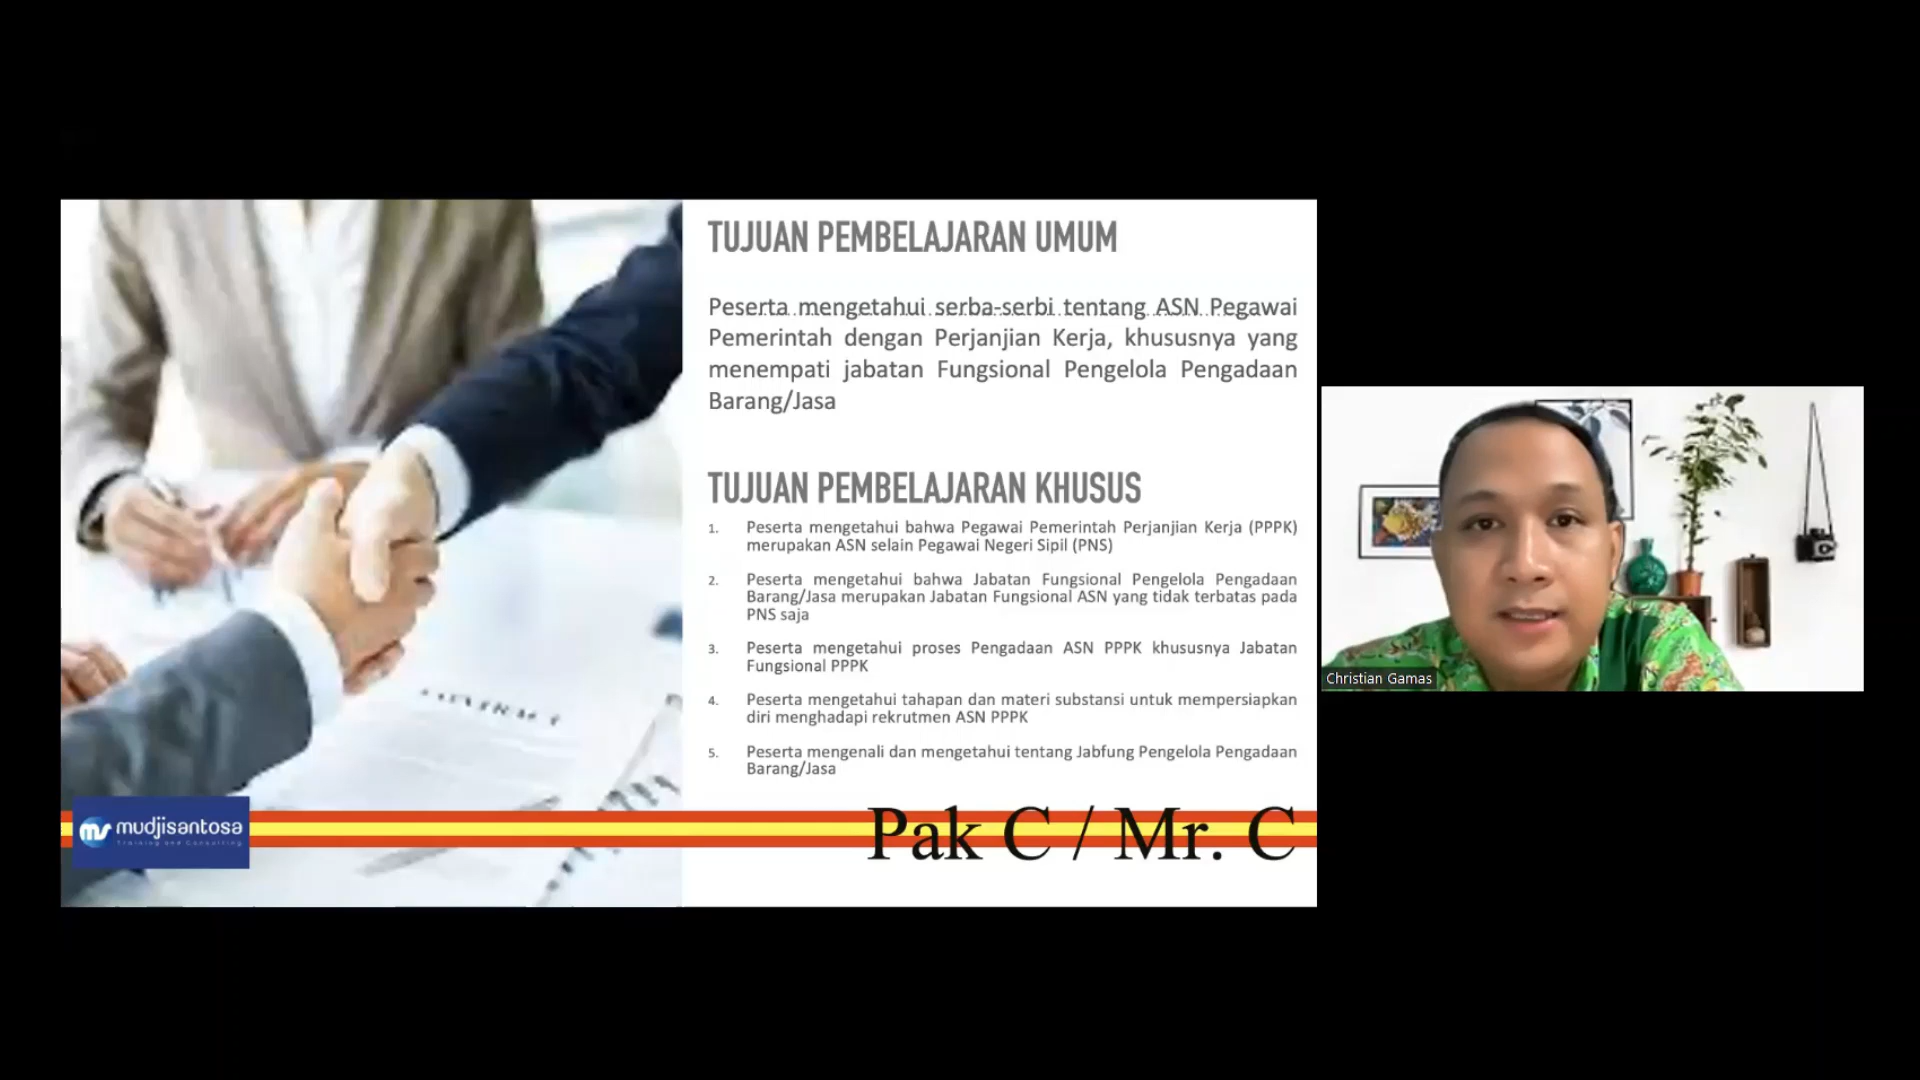 TUJUAN PEMBELAJARAN UMUM
Peserta mengetahui serba-serbi tentang ASN Pegawai
Pemerintah dengan Perjanjian Kerja, khususnya yang
menempati jabatan Fungsional Pengelola Pengadaan
Barang/Jasa
TUJUAN PEMBELAJARAN KHUSUS
1. Peserta mengetahui bahwa Pegawai Pemerintah Perjanjian Kerja (PPPK)
merupakan ASN selain Pegawai Negeri Sipil (PNS)
2. Peserta mengetahui bahwa Jabatan Fungsional Pengelola Pengadaan
Barang/Jasa merupakan Jabatan Fungsional ASN yang tidak terbatas pada
PNS saja
3. Peserta mengetahui proses Pengadaan ASN PPPK khususnya Jabatan
Fungsional PPPK
4. Peserta mengetahui tahapan dan materi substansi untuk mempersiapkan
diri menghadapi rekrutmen ASN PPPK
5. Peserta mengenali dan mengetahui tentang Jabfung Pengelola Pengadaan
Barang/Jasa
Pak C / Mr. C
ms mudjisantosa
Training and Consulting
CONTRACT
Christian Gamas